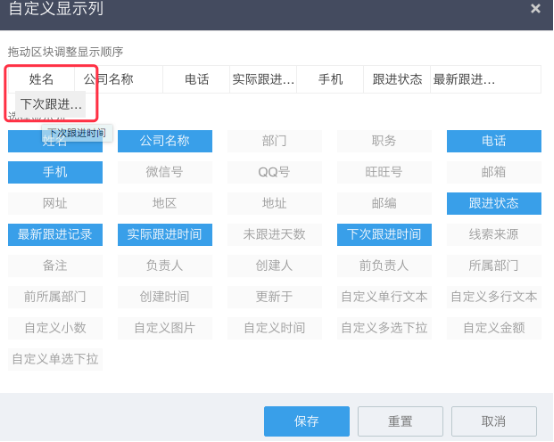 自定义显示列 ×
拖动区块调整显示顺序
姓名 公司名称 电话 实际跟进... 手机 跟进状态 最新跟进...
下次跟进...
下次跟进时间
姓名 公司名称 部门 职务 电话
手机 微信号 QQ号 旺旺号 邮箱
网址 地区 地址 邮编 跟进状态
最新跟进记录 实际跟进时间 未跟进天数 下次跟进时间 线索来源
备注 负责人 创建人 前负责人 所属部门
前所属部门 创建时间 更新于 自定义单行文本 自定义多行文本
自定义小数 自定义图片 自定义时间 自定义多选下拉 自定义金额
自定义单选下拉
保存 重置 取消